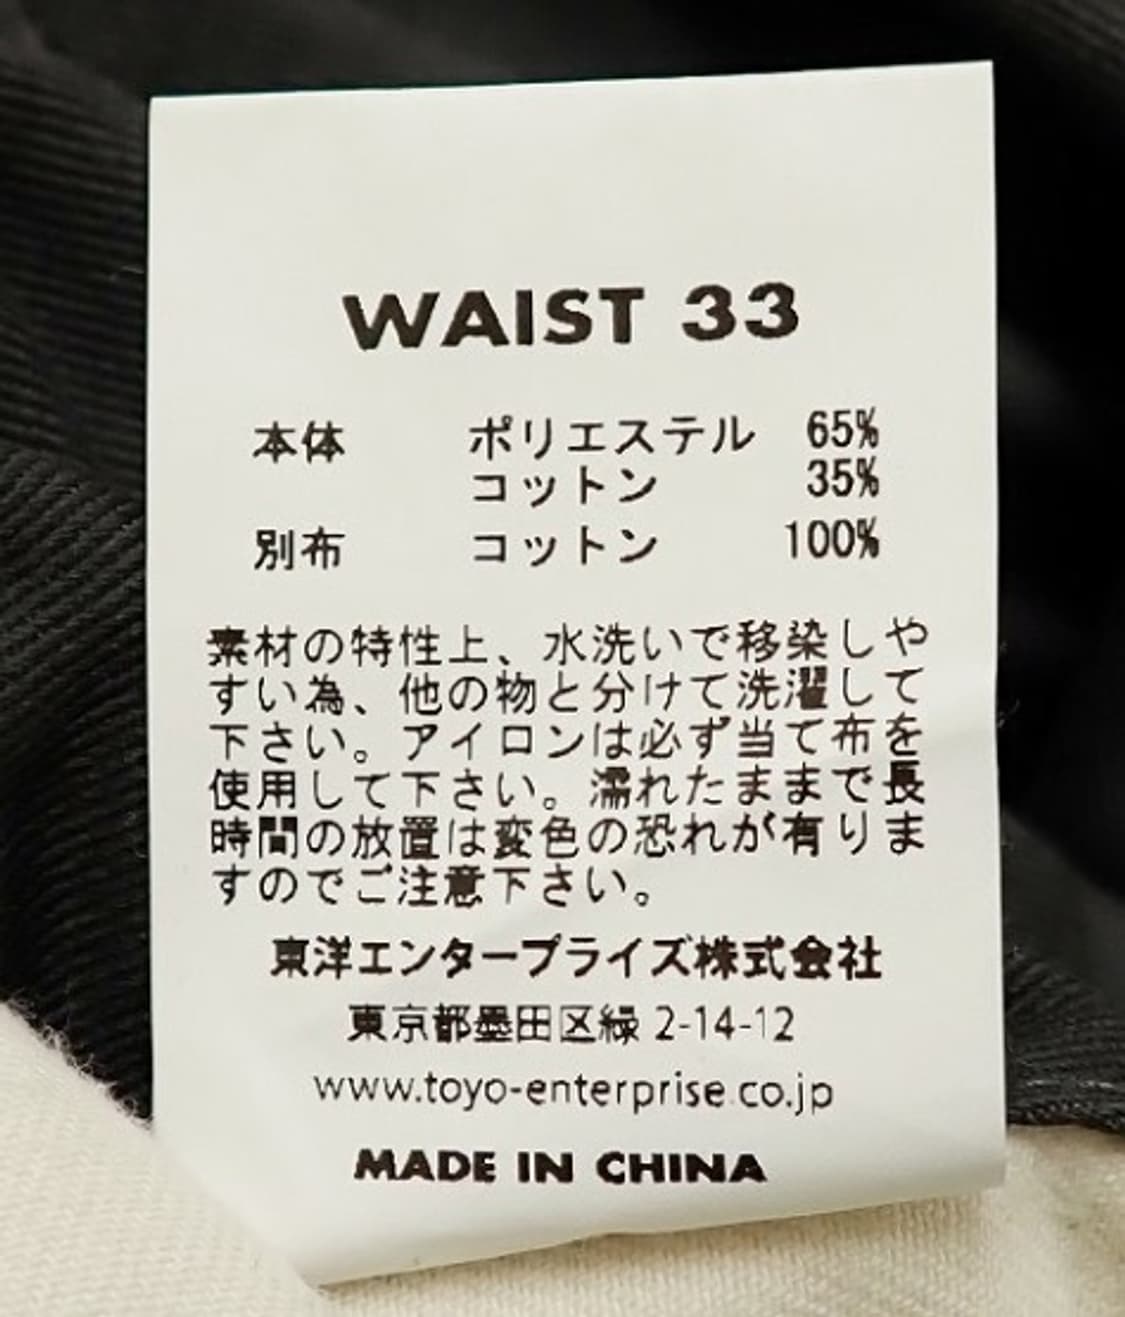 WAIST 33
本体 ポリエステル 65%
コットン 35%
別布 コットン 100%
素材の特性上、水洗いで移染しや
すい為、他の物と分けて洗濯して
下さい。アイロンは必ず当て布を
使用して下さい。濡れたままで長
時間の放置は変色の恐れが有りま
すのでご注意下さい。
東洋エンタープライズ株式会社
東京都墨田区緑 2-14-12
www.toyo-enterprise.co.jp
MADE IN CHINA